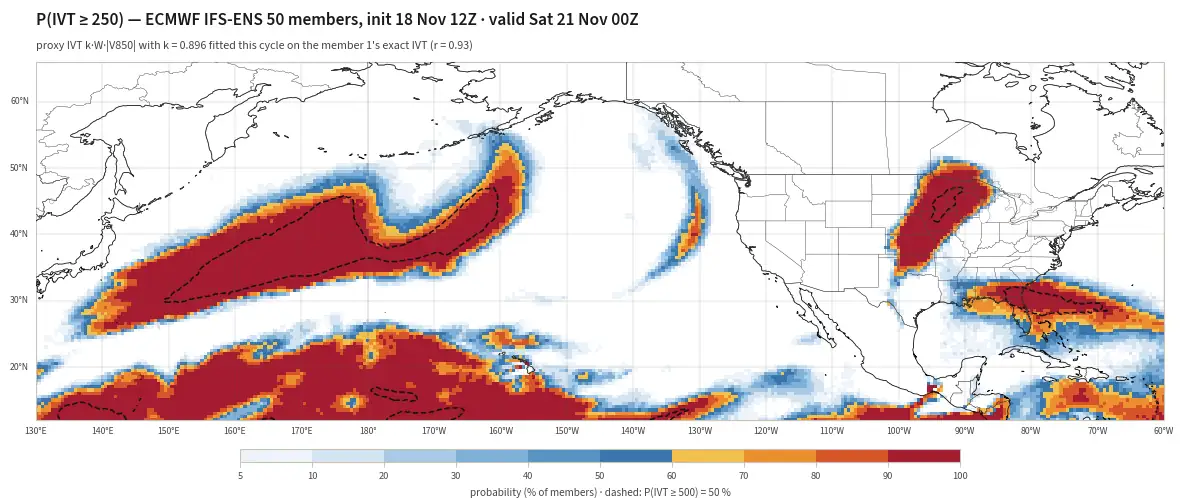 P(IVT ≥ 250) — ECMWF IFS-ENS 50 members, init 18 Nov 12Z · valid Sat 21 Nov 00Z
proxy IVT k·W·|V850| with k = 0.896 fitted this cycle on the member 1's exact IVT (r = 0.93)
60°N
50°N
40°N
30°N
20°N
130°E 140°E 150°E 160°E 170°E 180° 170°W 160°W 150°W 140°W 130°W 120°W 110°W 100°W 90°W 80°W 70°W 60°W
5 10 20 30 40 50 60 70 80 90 100
probability (% of members) · dashed: P(IVT ≥ 500) = 50 %